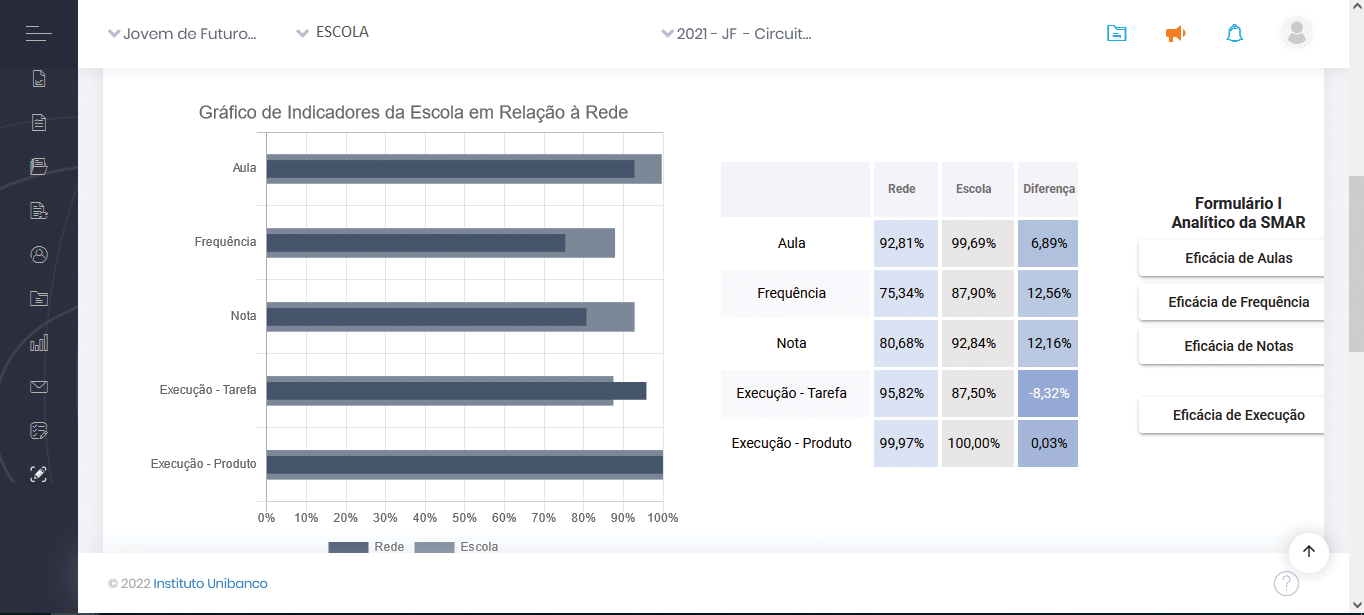 Jovem de Futuro... ESCOLA 2021 - JF - Circuit...
Gráfico de Indicadores da Escola em Relação à Rede
Aula
Frequência
Nota
Execução - Tarefa
Execução - Produto
0% 10% 20% 30% 40% 50% 60% 70% 80% 90% 100%
Rede Escola
Rede Escola Diferença
Aula 92,81% 99,69% 6,89%
Frequência 75,34% 87,90% 12,56%
Nota 80,68% 92,84% 12,16%
Execução - Tarefa 95,82% 87,50% -8,32%
Execução - Produto 99,97% 100,00% 0,03%
Formulário I
Analítico da SMAR
Eficácia de Aulas
Eficácia de Frequência
Eficácia de Notas
Eficácia de Execução
© 2022 Instituto Unibanco
?